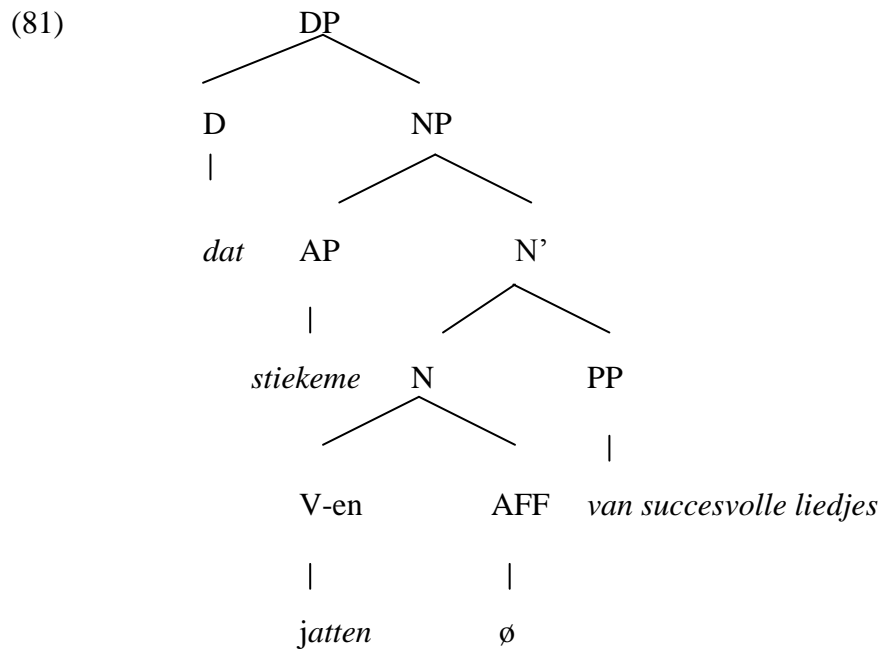 (81) DP
D NP
|
dat AP N’
|
stiekeme N PP
|
V-en AFF van succesvolle liedjes
| |
jatten ø